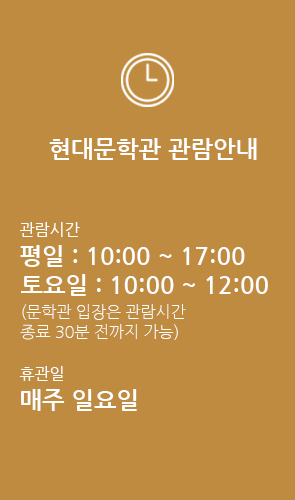 현대문학관 관람안내
관람시간
평일 : 10:00 ~ 17:00
토요일 : 10:00 ~ 12:00
(문학관 입장은 관람시간
종료 30분 전까지 가능)
휴관일
매주 일요일